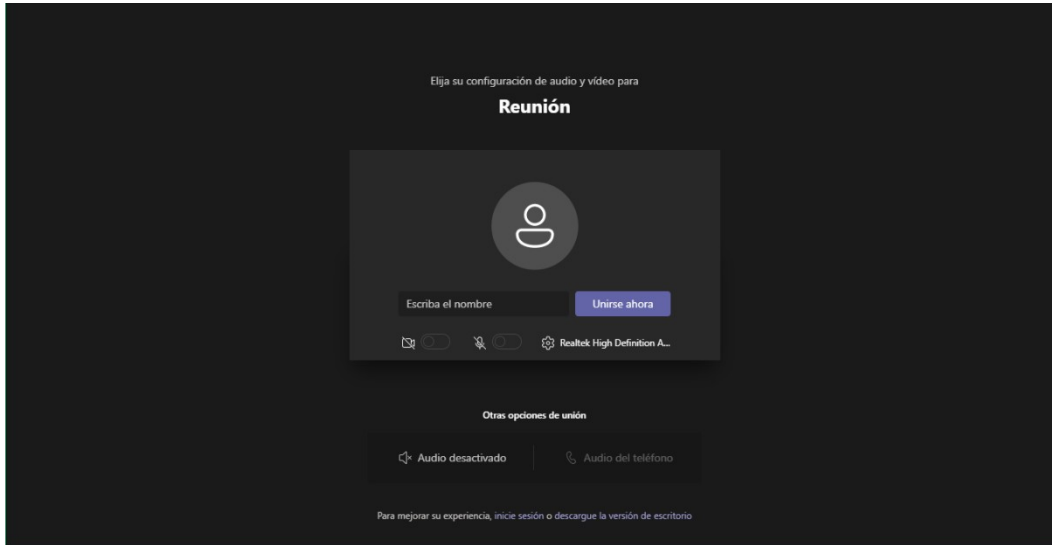 Elija su configuración de audio y vídeo para
Reunión
Escriba el nombre
Unirse ahora
Realtek High Definition A...
Otras opciones de unión
Audio desactivado
Audio del teléfono
Para mejorar su experiencia, inicie sesión o descargue la versión de escritorio